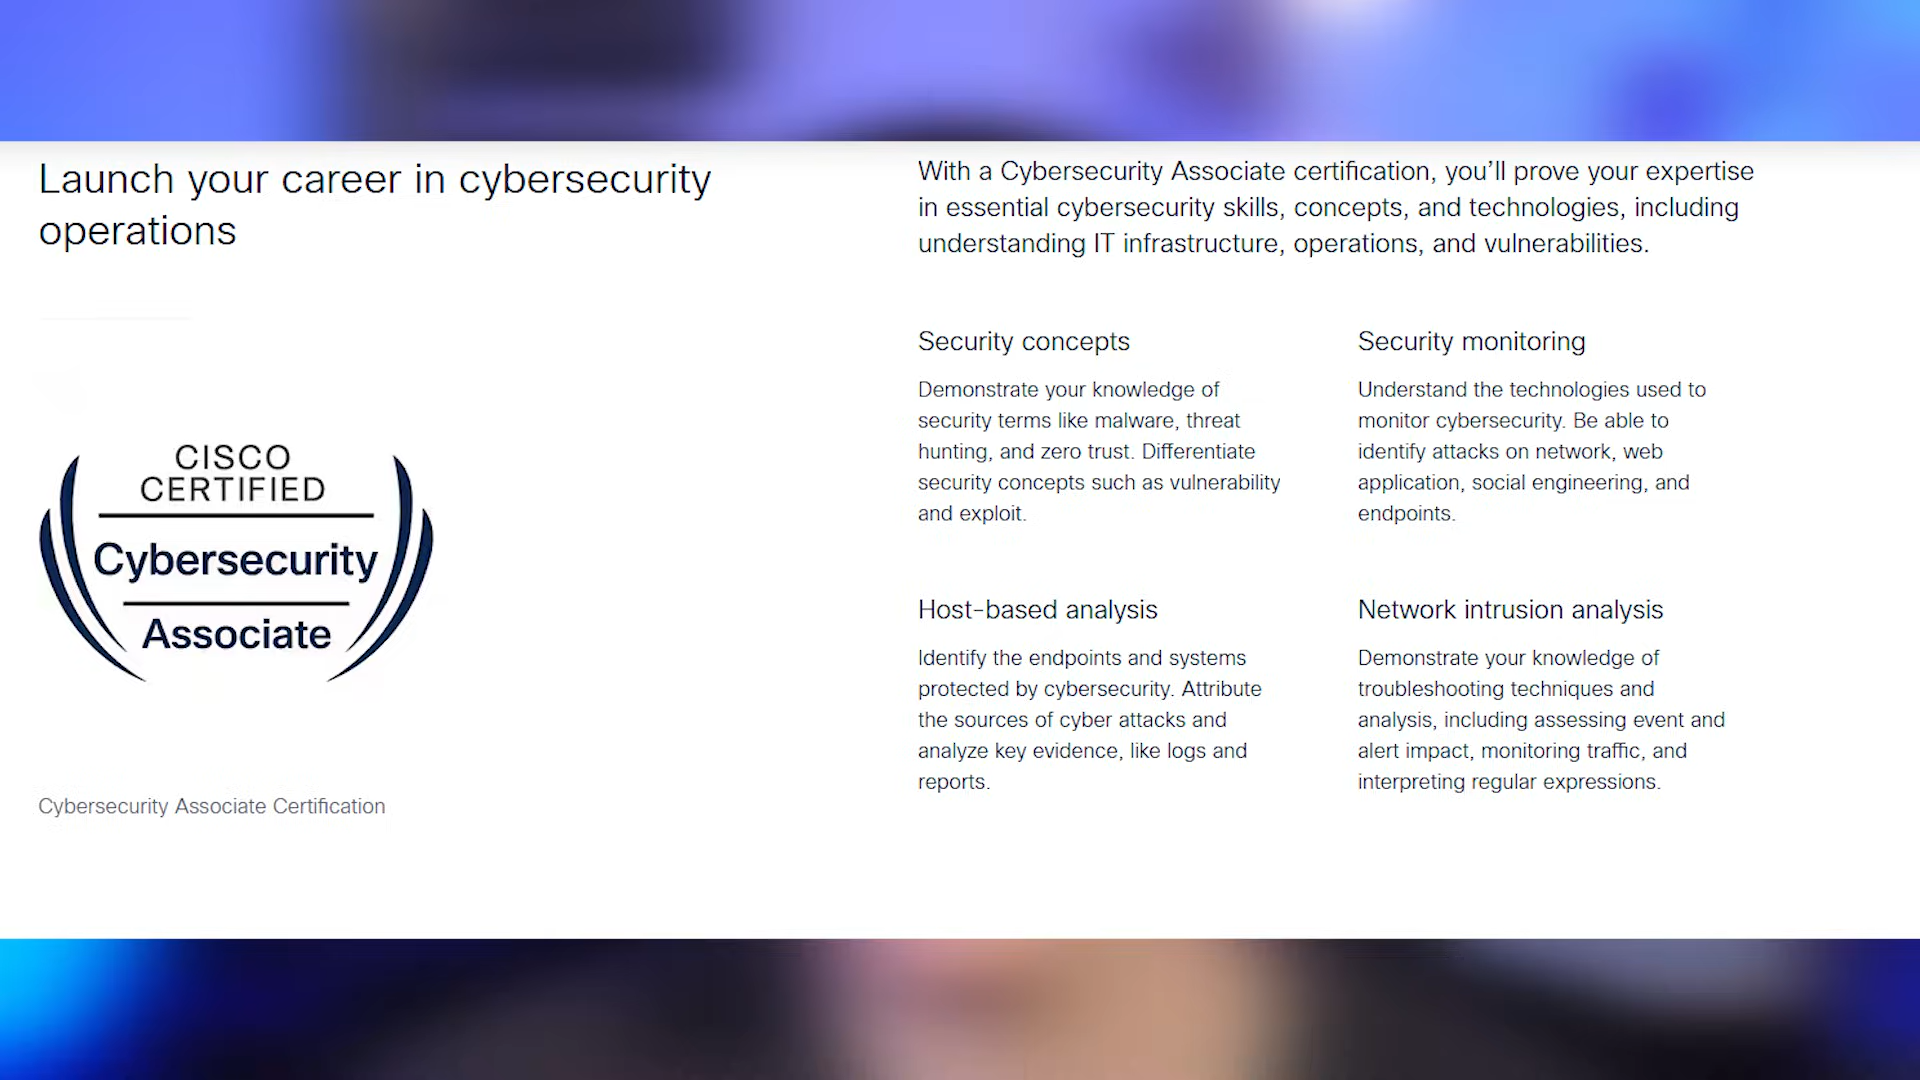 Launch your career in cybersecurity
operations
CISCO
CERTIFIED
Cybersecurity
Associate
Cybersecurity Associate Certification
With a Cybersecurity Associate certification, you’ll prove your expertise
in essential cybersecurity skills, concepts, and technologies, including
understanding IT infrastructure, operations, and vulnerabilities.
Security concepts
Demonstrate your knowledge of
security terms like malware, threat
hunting, and zero trust. Differentiate
security concepts such as vulnerability
and exploit.
Security monitoring
Understand the technologies used to
monitor cybersecurity. Be able to
identify attacks on network, web
application, social engineering, and
endpoints.
Host-based analysis
Identify the endpoints and systems
protected by cybersecurity. Attribute
the sources of cyber attacks and
analyze key evidence, like logs and
reports.
Network intrusion analysis
Demonstrate your knowledge of
troubleshooting techniques and
analysis, including assessing event and
alert impact, monitoring traffic, and
interpreting regular expressions.